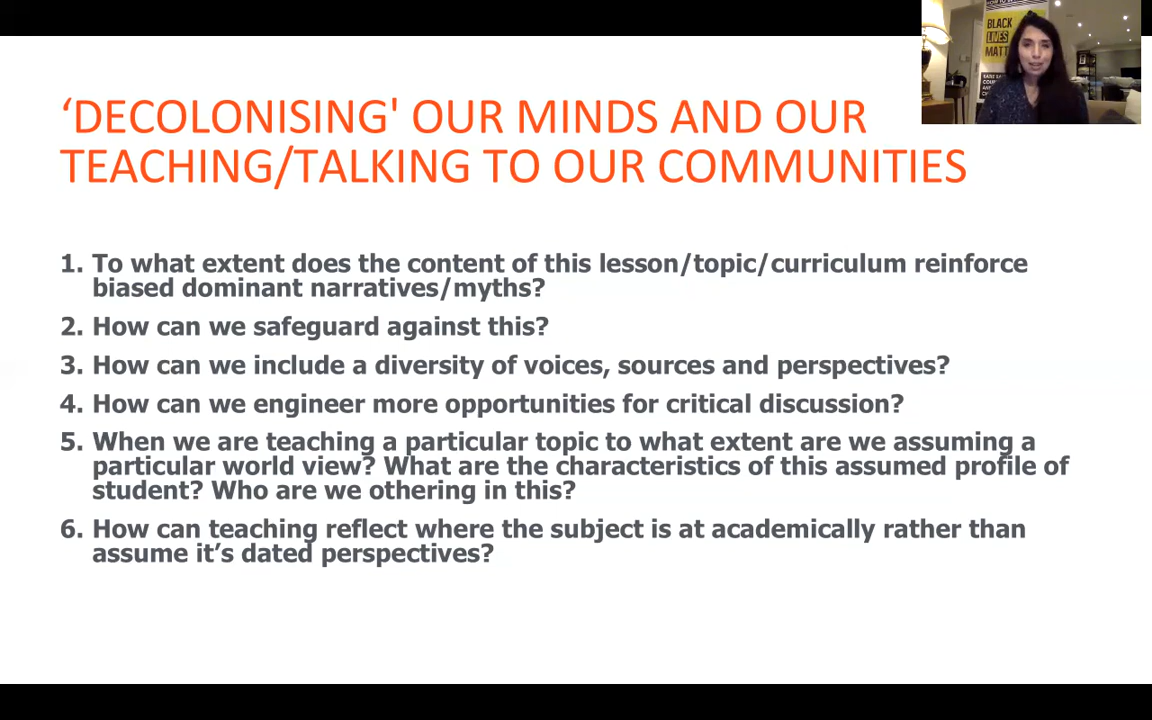 BLACK
LIVES
MATT
‘DECOLONISING' OUR MINDS AND OUR
TEACHING/TALKING TO OUR COMMUNITIES
1. To what extent does the content of this lesson/topic/curriculum reinforce
biased dominant narratives/myths?
2. How can we safeguard against this?
3. How can we include a diversity of voices, sources and perspectives?
4. How can we engineer more opportunities for critical discussion?
5. When we are teaching a particular topic to what extent are we assuming a
particular world view? What are the characteristics of this assumed profile of
student? Who are we othering in this?
6. How can teaching reflect where the subject is at academically rather than
assume it’s dated perspectives?